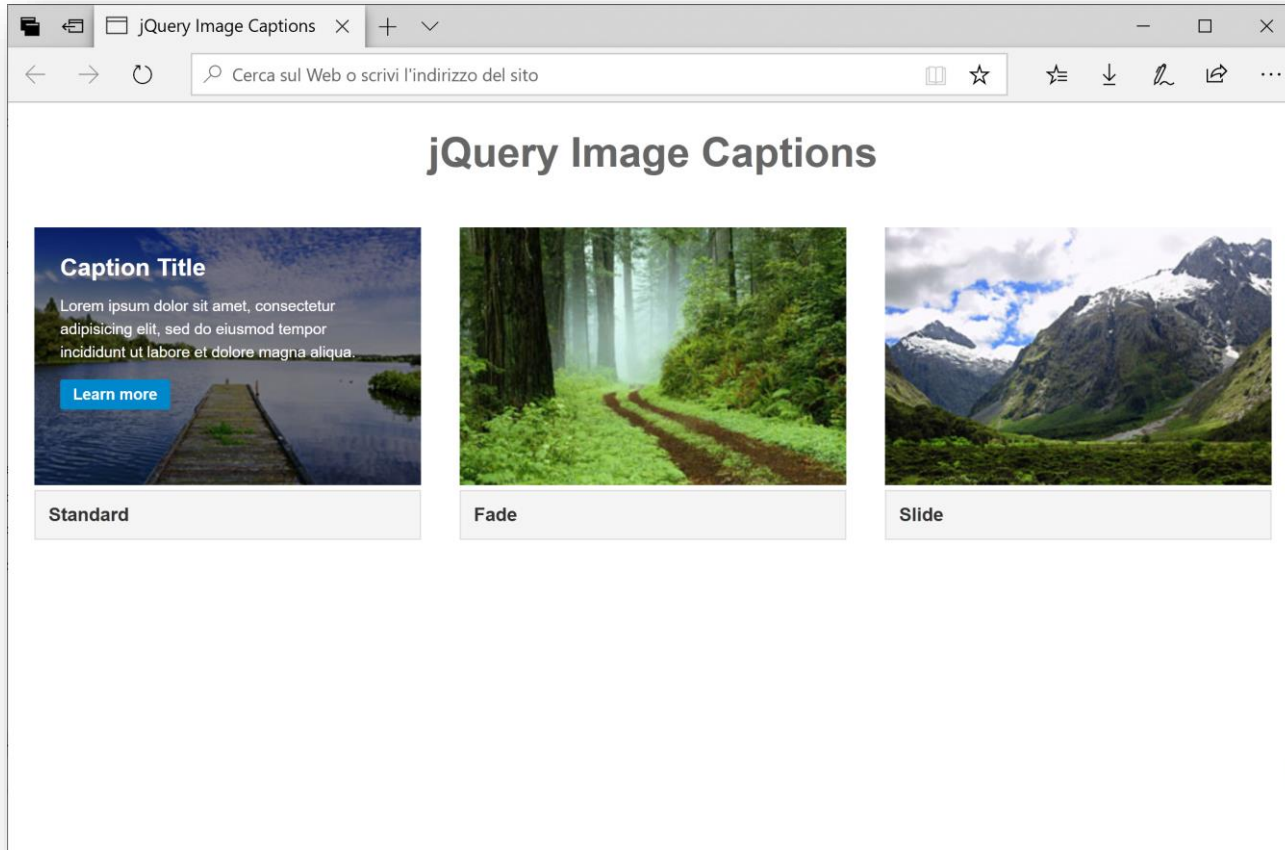 jQuery Image Captions
Cerca sul Web o scrivi l'indirizzo del sito
jQuery Image Captions
Caption Title
Lorem ipsum dolor sit amet, consectetur
adipisicing elit, sed do eiusmod tempor
incididunt ut labore et dolore magna aliqua.
Learn more
Standard
Fade
Slide